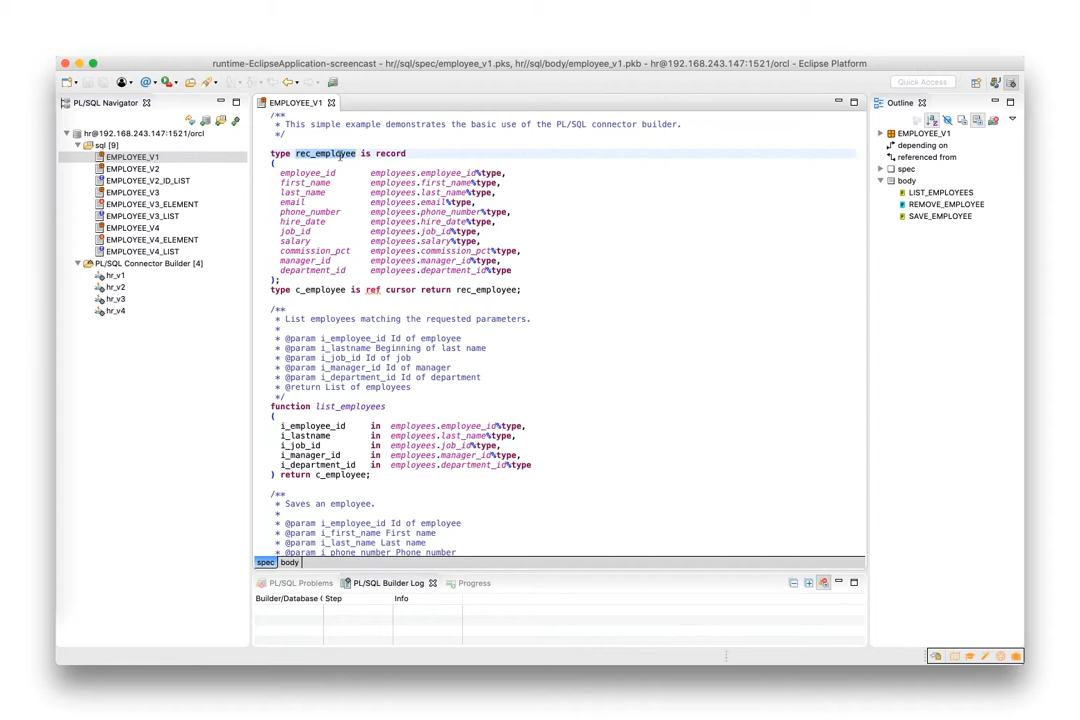 runtime-EclipseApplication-screencast - hr//sql/spec/employee_v1.pks, hr//sql/body/employee_v1.pkb - hr@192.168.243.147:1521/orcl - Eclipse Platform
Quick Access
PL/SQL Navigator
hr@192.168.243.147:1521/orcl
sql [9]
EMPLOYEE_V1
EMPLOYEE_V2
EMPLOYEE_V2_ID_LIST
EMPLOYEE_V3
EMPLOYEE_V3_ELEMENT
EMPLOYEE_V3_LIST
EMPLOYEE_V4
EMPLOYEE_V4_ELEMENT
EMPLOYEE_V4_LIST
PL/SQL Connector Builder [4]
hr_v1
hr_v2
hr_v3
hr_v4
EMPLOYEE_V1
/**
* This simple example demonstrates the basic use of the PL/SQL connector builder.
*/
type rec_employee is record
(
employee_id employees.employee_id%type,
first_name employees.first_name%type,
last_name employees.last_name%type,
email employees.email%type,
phone_number employees.phone_number%type,
hire_date employees.hire_date%type,
job_id employees.job_id%type,
salary employees.salary%type,
commission_pct employees.commission_pct%type,
manager_id employees.manager_id%type,
department_id employees.department_id%type
);
type c_employee is ref cursor return rec_employee;
/**
* List employees matching the requested parameters.
*
* @param i_employee_id Id of employee
* @param i_lastname Beginning of last name
* @param i_job_id Id of job
* @param i_manager_id Id of manager
* @param i_department_id Id of department
* @return List of employees
*/
function list_employees
(
i_employee_id in employees.employee_id%type,
i_lastname in employees.last_name%type,
i_job_id in employees.job_id%type,
i_manager_id in employees.manager_id%type,
i_department_id in employees.department_id%type
) return c_employee;
/**
* Saves an employee.
*
* @param i_employee_id Id of employee
* @param i_first_name First name
* @param i_last_name Last name
* @param i_phone_number Phone number
spec body
PL/SQL Problems PL/SQL Builder Log Progress
Builder/Database C Step Info
Outline
EMPLOYEE_V1
depending on
referenced from
spec
body
LIST_EMPLOYEES
REMOVE_EMPLOYEE
SAVE_EMPLOYEE